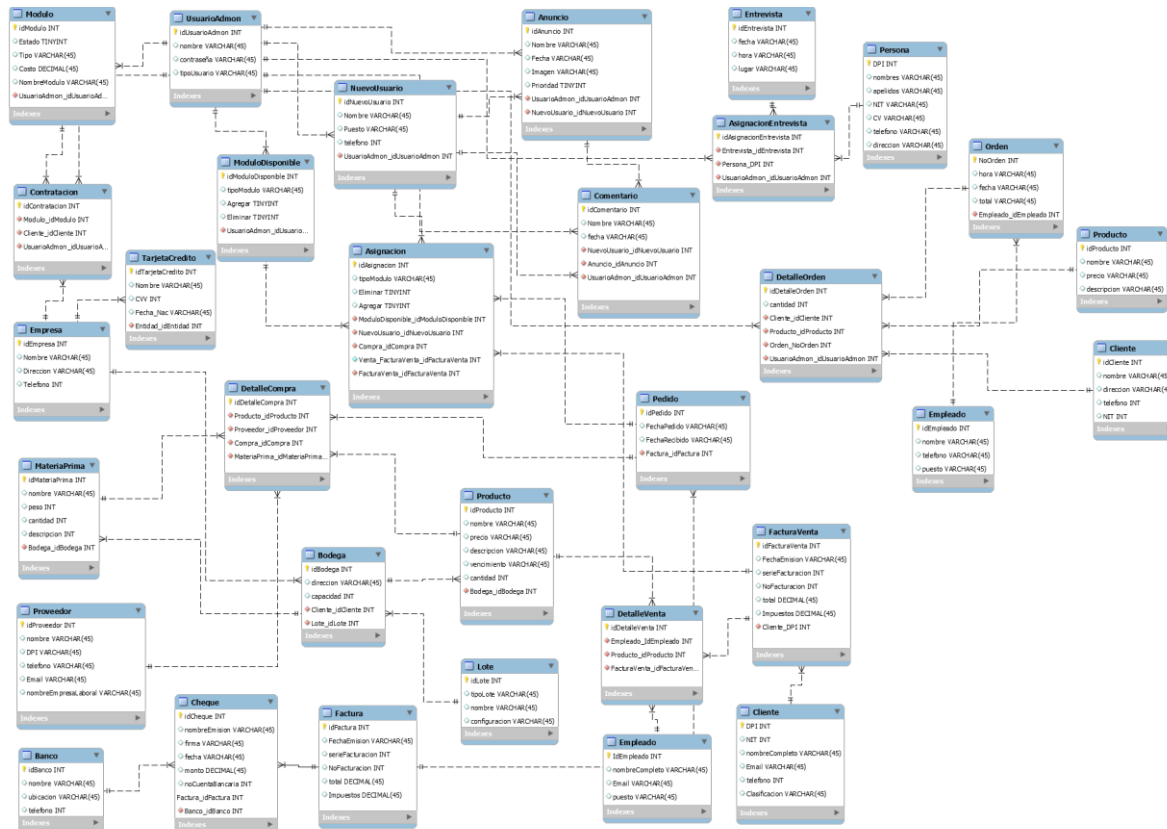 Modulo
idModulo INT
Estado TINYINT
Tipo VARCHAR(45)
Costo DECIMAL(45)
NombreModulo VARCHAR(45)
UsuarioAdmon_idUsuarioAd...
Indexes
UsuarioAdmon
idUsuarioAdmon INT
nombre VARCHAR(45)
contraseña VARCHAR(45)
tipoUsuario VARCHAR(45)
Indexes
NuevoUsuario
idNuevoUsuario INT
Nombre VARCHAR(45)
Puesto VARCHAR(45)
telefono INT
UsuarioAdmon_idUsuarioAdmon INT
Indexes
Anuncio
idAnuncio INT
Nombre VARCHAR(45)
Fecha VARCHAR(45)
Imagen VARCHAR(45)
Prioridad TINYINT
UsuarioAdmon_idUsuarioAdmon INT
NuevoUsuario_idNuevoUsuario INT
Indexes
Entrevista
idEntrevista INT
fecha VARCHAR(45)
hora VARCHAR(45)
lugar VARCHAR(45)
Indexes
Persona
DPI INT
nombres VARCHAR(45)
apelidos VARCHAR(45)
NIT VARCHAR(45)
CV VARCHAR(45)
telefono VARCHAR(45)
direccion VARCHAR(45)
Indexes
AsignacionEntrevista
idAsignacionEntrevista INT
Entrevista_idEntrevista INT
Persona_DPI INT
UsuarioAdmon_idUsuarioAdmon INT
Indexes
Orden
NoOrden INT
hora VARCHAR(45)
fecha VARCHAR(45)
total VARCHAR(45)
Empleado_idEmpleado INT
Indexes
ModuloDisponible
idModuloDisponible INT
tipoModulo VARCHAR(45)
Agregar TINYINT
Eliminar TINYINT
UsuarioAdmon_idUsuario...
Indexes
Contratacion
idContratacion INT
Modulo_idModulo INT
Cliente_idCliente INT
UsuarioAdmon_idUsuarioA...
Indexes
Comentario
idComentario INT
Nombre VARCHAR(45)
fecha VARCHAR(45)
NuevoUsuario_idNuevoUsuario INT
Anuncio_idAnuncio INT
UsuarioAdmon_idUsuarioAdmon INT
Indexes
Producto
idProducto INT
nombre VARCHAR(45)
precio VARCHAR(45)
descripcion VARCHAR(45)
Indexes
TarjetaCredito
idTarjetaCredito INT
Nombre VARCHAR(45)
CVV INT
Fecha_Nac VARCHAR(45)
Entidad_idEntidad INT
Indexes
Asignacion
idAsignacion INT
tipoModulo VARCHAR(45)
Eliminar TINYINT
Agregar TINYINT
ModuloDisponible_idModuloDisponible INT
NuevoUsuario_idNuevoUsuario INT
Compra_idCompra INT
Venta_FacturaVenta_idFacturaVenta INT
FacturaVenta_idFacturaVenta INT
Indexes
DetalleOrden
idDetalleOrden INT
cantidad INT
Cliente_idCliente INT
Producto_idProducto INT
Orden_NoOrden INT
UsuarioAdmon_idUsuarioAdmon INT
Indexes
Empresa
idEmpresa INT
Nombre VARCHAR(45)
Direccion VARCHAR(45)
Telefono INT
Indexes
Cliente
idCliente INT
nombre VARCHAR(45)
direccion VARCHAR(45)
telefono INT
NIT INT
Indexes
DetalleCompra
idDetalleCompra INT
Producto_idProducto INT
Proveedor_idProveedor INT
Compra_idCompra INT
MateriaPrima_idMateriaPrima...
Indexes
Pedido
idPedido INT
FechaPedido VARCHAR(45)
FechaRecibido VARCHAR(45)
Factura_idFactura INT
Indexes
Empleado
idEmpleado INT
nombre VARCHAR(45)
telefono VARCHAR(45)
puesto VARCHAR(45)
Indexes
MateriaPrima
idMateriaPrima INT
nombre VARCHAR(45)
peso INT
cantidad INT
descripcion INT
Bodega_idBodega INT
Indexes
Producto
idProducto INT
nombre VARCHAR(45)
precio VARCHAR(45)
descripcion VARCHAR(45)
vencimiento VARCHAR(45)
cantidad INT
Bodega_idBodega INT
Indexes
FacturaVenta
idFacturaVenta INT
FechaEmision VARCHAR(45)
serieFacturacion INT
NoFacturacion INT
total DECIMAL(45)
Impuestos DECIMAL(45)
Cliente_DPI INT
Indexes
Bodega
idBodega INT
direccion VARCHAR(45)
capacidad INT
Cliente_idCliente INT
Lote_idLote INT
Indexes
Proveedor
idProveedor INT
nombre VARCHAR(45)
DPI VARCHAR(45)
telefono VARCHAR(45)
Email VARCHAR(45)
nombreEmpresaLaboral VARCHAR(45)
Indexes
DetalleVenta
idDetalleVenta INT
Empleado_IdEmpleado INT
Producto_idProducto INT
FacturaVenta_idFacturaVen...
Indexes
Lote
idLote INT
tipoLote VARCHAR(45)
nombre VARCHAR(45)
configuracion VARCHAR(45)
Indexes
Cheque
idCheque INT
nombreEmision VARCHAR(45)
firma VARCHAR(45)
fecha VARCHAR(45)
monto DECIMAL(45)
noCuentaBancaria INT
Factura_idFactura INT
Banco_idBanco INT
Indexes
Factura
idFactura INT
FechaEmision VARCHAR(45)
serieFacturacion INT
NoFacturacion INT
total DECIMAL(45)
Impuestos DECIMAL(45)
Indexes
Cliente
DPI INT
NIT INT
nombreCompleto VARCHAR(45)
Email VARCHAR(45)
telefono INT
Clasificacion VARCHAR(45)
Indexes
Empleado
IdEmpleado INT
nombreCompleto VARCHAR(45)
Email VARCHAR(45)
puesto VARCHAR(45)
Indexes
Banco
idBanco INT
nombre VARCHAR(45)
ubicacion VARCHAR(45)
telefono INT
Indexes